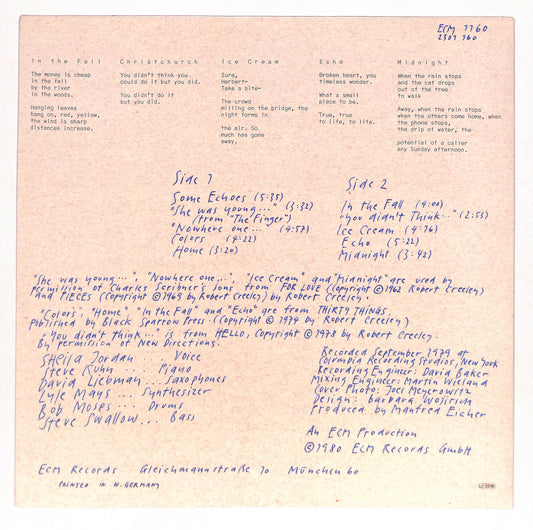 ECM 1160
2301 160
In the Fall
The money is cheap
in the fall
by the river
in the woods.
Hanging leaves
hang on, red, yellow,
the wind is sharp
distances increase.
Christchurch
You didn't think you
could do it but you did.
You didn't do it
but you did.
Ice Cream
Sure,
Herbert-
Take a bite-
The crowd
milling on the bridge, the
night forms in
the air. So
much has gone
away.
Echo
Broken heart, you
timeless wonder.
What a small
place to be.
True, true
to life, to life.
Midnight
When the rain stops
and the cat drops
out of the tree
to walk
Away, when the rain stops
when the others come home, when
the phone stops,
the drip of water, the
potential of a caller
any Sunday afternoon.
Side 1
Some Echoes (5:35)
"She was young..." (3:32)
(from "The Finger")
"Nowhere one..." (4:57)
Colors (4:22)
Home (3:20)
Side 2
In the Fall (4:00)
"You didn't Think..." (2:55)
Ice Cream (4:16)
Echo (5:22)
Midnight (3:42)
"She was young...", "Nowhere one...", "Ice Cream" and "Midnight" are used by
permission of Charles Scribner's Sons from FOR LOVE (Copyright ©1962 Robert Creeley)
and PIECES (Copyright ©1969 by Robert Creeley) by Robert Creeley.
"Colors", "Home", "In the Fall" and "Echo" are from THIRTY THINGS,
published by Black Sparrow Press. (Copyright © 1974 by Robert Creeley)
"You didn't think..." is from HELLO, Copyright ©1978 by Robert Creeley.
By permission of New Directions.
Sheila Jordan ... Voice
Steve Kuhn ... Piano
David Liebman ... Saxophones
Lyle Mays ... Synthesizer
Bob Moses ... Drums
Steve Swallow ... Bass
Recorded September 1979 at
Columbia Recording Studios, New York
Recording Engineer: David Baker
Mixing Engineer: Martin Wieland
Cover Photo: Joel Meyerowitz
Design: Barbara Wojirsch
Produced by Manfred Eicher
An ECM Production
©1980 ECM Records GmbH
ECM Records Gleichmannstraße 10 München 60
PRINTED IN W. GERMANY